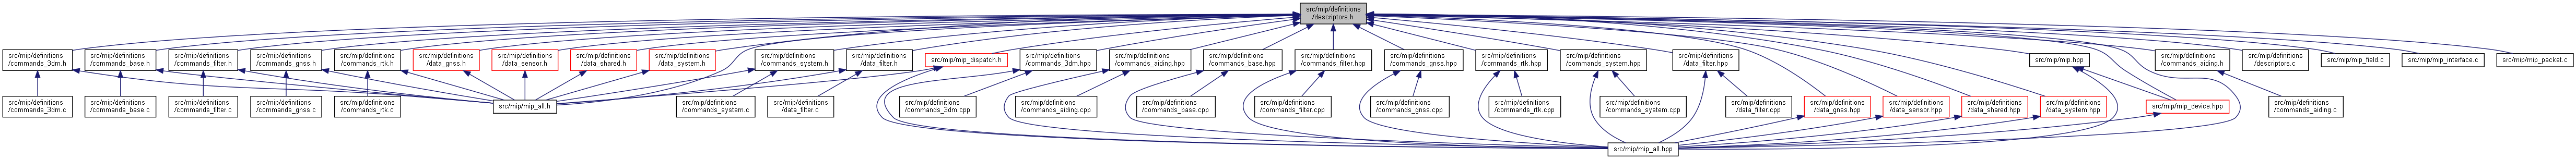 src/mip/definitions
/descriptors.h
src/mip/definitions
/commands_3dm.h
src/mip/definitions
/commands_base.h
src/mip/definitions
/commands_filter.h
src/mip/definitions
/commands_gnss.h
src/mip/definitions
/commands_rtk.h
src/mip/definitions
/data_gnss.h
src/mip/definitions
/data_sensor.h
src/mip/definitions
/data_shared.h
src/mip/definitions
/data_system.h
src/mip/definitions
/commands_system.h
src/mip/definitions
/data_filter.h
src/mip/mip_dispatch.h
src/mip/definitions
/commands_3dm.hpp
src/mip/definitions
/commands_aiding.hpp
src/mip/definitions
/commands_base.hpp
src/mip/definitions
/commands_filter.hpp
src/mip/definitions
/commands_gnss.hpp
src/mip/definitions
/commands_rtk.hpp
src/mip/definitions
/commands_system.hpp
src/mip/definitions
/data_filter.hpp
src/mip/mip.hpp
src/mip/definitions
/commands_aiding.h
src/mip/definitions
/descriptors.c
src/mip/mip_field.c
src/mip/mip_interface.c
src/mip/mip_packet.c
src/mip/definitions
/commands_3dm.c
src/mip/definitions
/commands_base.c
src/mip/definitions
/commands_filter.c
src/mip/definitions
/commands_gnss.c
src/mip/definitions
/commands_rtk.c
src/mip/mip_all.h
src/mip/definitions
/commands_system.c
src/mip/definitions
/data_filter.c
src/mip/definitions
/commands_3dm.cpp
src/mip/definitions
/commands_aiding.cpp
src/mip/definitions
/commands_base.cpp
src/mip/definitions
/commands_filter.cpp
src/mip/definitions
/commands_gnss.cpp
src/mip/definitions
/commands_rtk.cpp
src/mip/definitions
/commands_system.cpp
src/mip/definitions
/data_filter.cpp
src/mip/definitions
/data_gnss.hpp
src/mip/definitions
/data_sensor.hpp
src/mip/definitions
/data_shared.hpp
src/mip/definitions
/data_system.hpp
src/mip/mip_device.hpp
src/mip/definitions
/commands_aiding.c
src/mip/mip_all.hpp